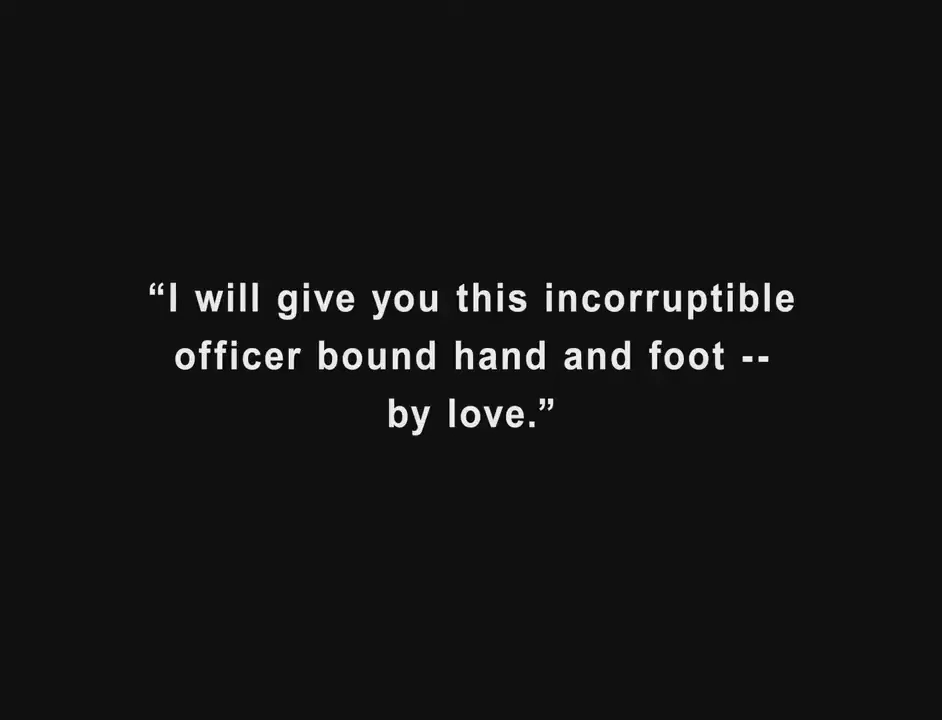 “I will give you this incorruptible
officer bound hand and foot --
by love.”